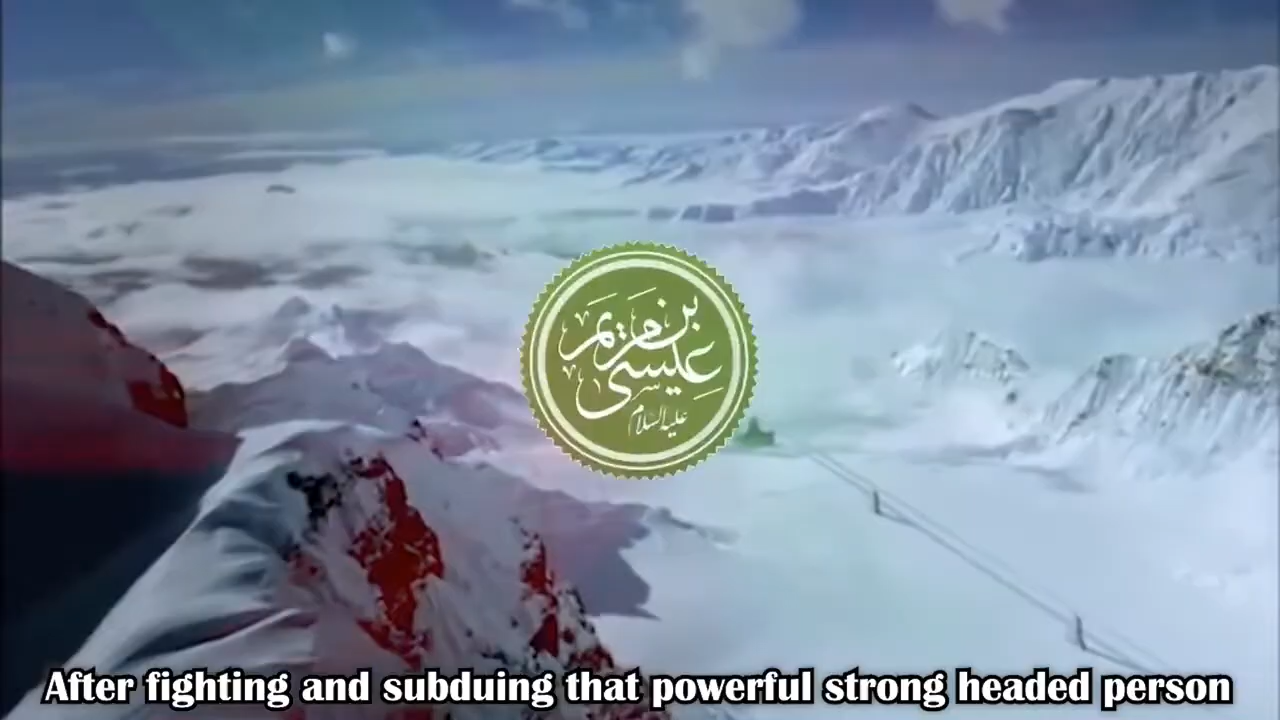 عيسى بن مريم
عليه السلام
After fighting and subduing that powerful strong headed person